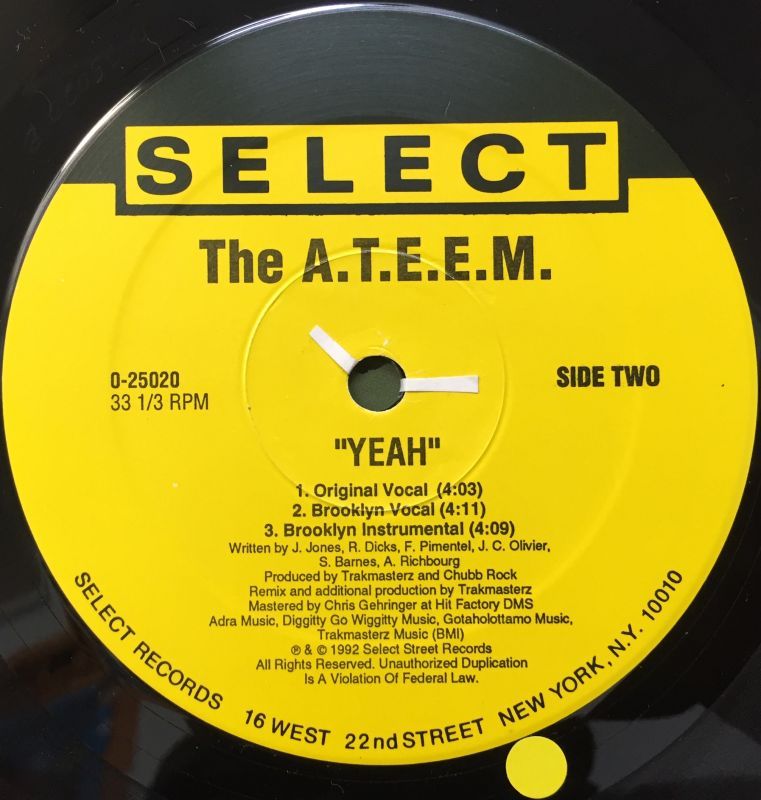 SELECT
The A.T.E.E.M.
0-25020
33 1/3 RPM
SIDE TWO
"YEAH"
1. Original Vocal (4:03)
2. Brooklyn Vocal (4:11)
3. Brooklyn Instrumental (4:09)
Written by J. Jones, R. Dicks, F. Pimentel, J. C. Olivier,
S. Barnes, A. Richbourg
Produced by Trakmasterz and Chubb Rock
Remix and additional production by Trakmasterz
Mastered by Chris Gehringer at Hit Factory DMS
Adra Music, Diggitty Go Wiggitty Music, Gotaholottamo Music,
Trakmasterz Music (BMI)
℗ & © 1992 Select Street Records
All Rights Reserved. Unauthorized Duplication
Is A Violation Of Federal Law.
SELECT RECORDS 16 WEST 22nd STREET NEW YORK, N.Y. 10010